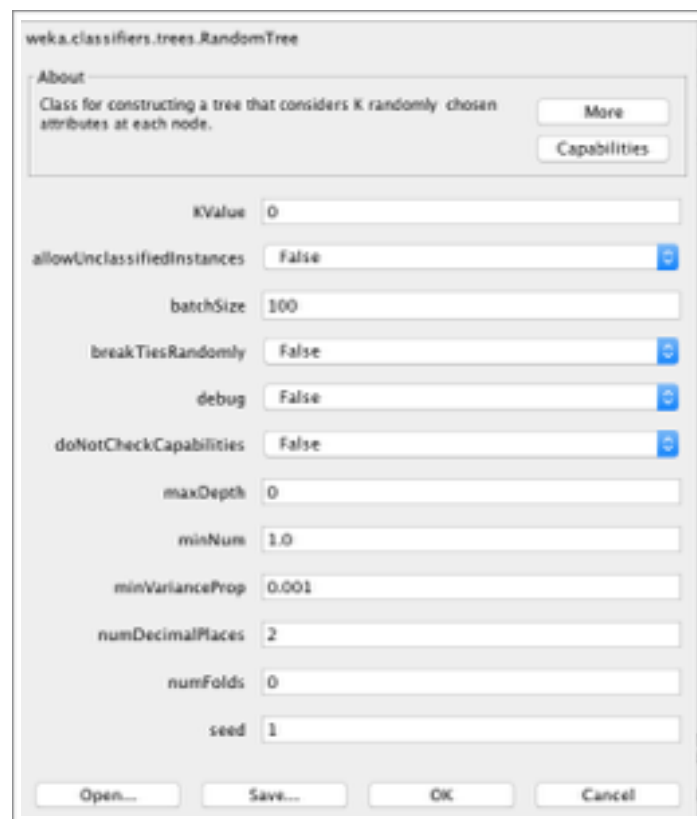 weka.classifiers.trees.RandomTree
About
Class for constructing a tree that considers K randomly chosen
attributes at each node.
More
Capabilities
KValue 0
allowUnclassifiedInstances False
batchSize 100
breakTiesRandomly False
debug False
doNotCheckCapabilities False
maxDepth 0
minNum 1.0
minVarianceProp 0.001
numDecimalPlaces 2
numFolds 0
seed 1
Open... Save... OK Cancel